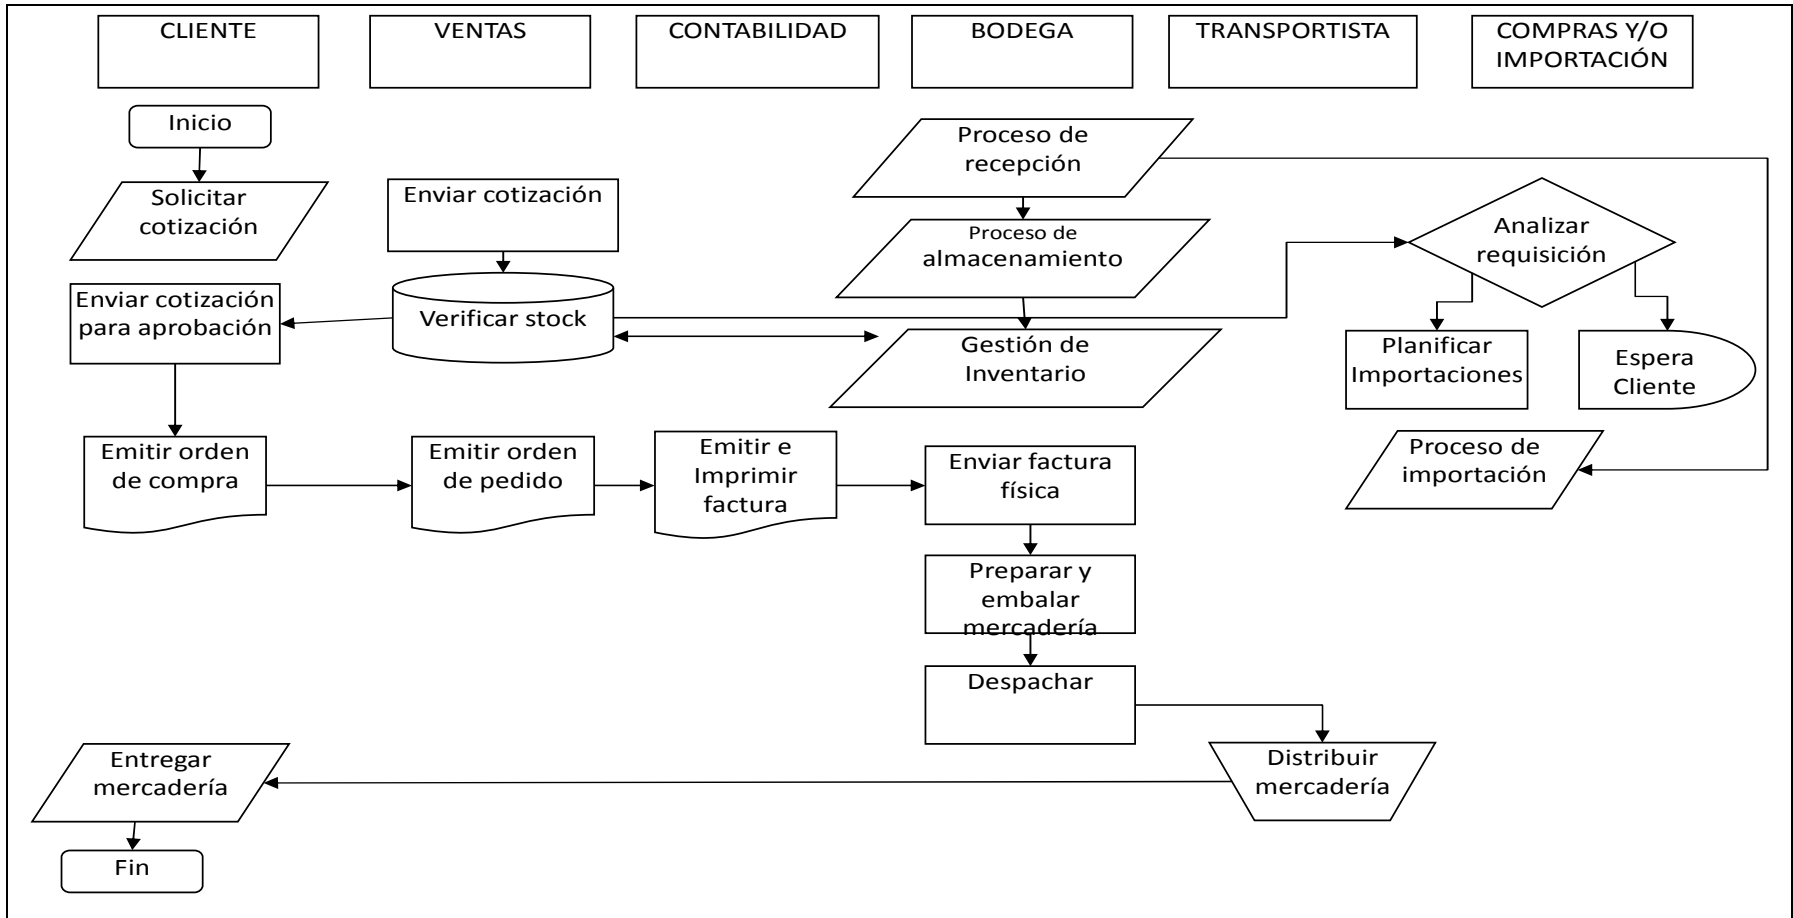 CLIENTE
VENTAS
CONTABILIDAD
BODEGA
TRANSPORTISTA
COMPRAS Y/O
IMPORTACIÓN
Inicio
Solicitar
cotización
Enviar cotización
Proceso de
recepción
Proceso de
almacenamiento
Analizar
requisición
Enviar cotización
para aprobación
Verificar stock
Gestión de
Inventario
Planificar
Importaciones
Espera
Cliente
Emitir orden
de compra
Emitir orden
de pedido
Emitir e
Imprimir
factura
Enviar factura
física
Proceso de
importación
Preparar y
embalar
mercadería
Despachar
Distribuir
mercadería
Entregar
mercadería
Fin